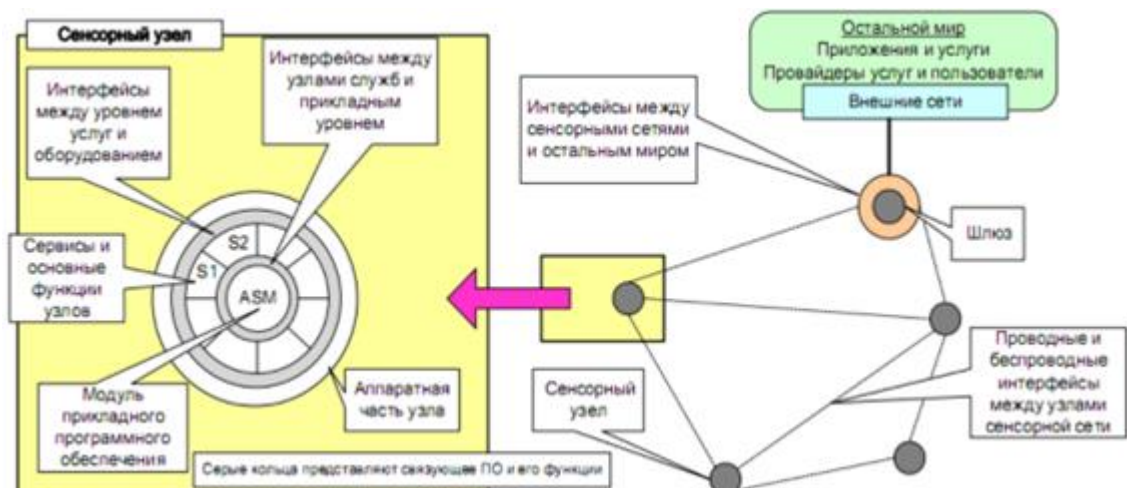 Сенсорный узел
Интерфейсы
между уровнем
услуг и
оборудованием
Интерфейсы между
узлами служб и
прикладным
уровнем
Сервисы и
основные
функции
узлов
S2
S1
ASM
Модуль
прикладного
программного
обеспечения
Аппаратная
часть узла
Серые кольца представляют связующее ПО и его функции
Остальной мир
Приложения и услуги
Провайдеры услуг и пользователи
Внешние сети
Интерфейсы между
сенсорными сетями
и остальным миром
Шлюз
Сенсорный
узел
Проводные и
беспроводные
интерфейсы
между узлами
сенсорной сети